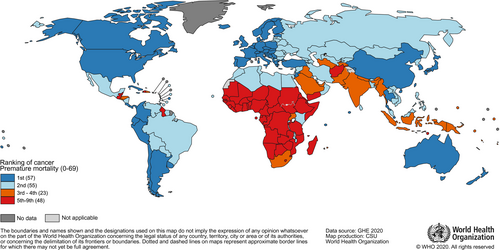 Ranking of cancer
Premature mortality (0-69)
1st (57)
2nd (55)
3rd - 4th (23)
5th-9th (48)
No data
Not applicable
The boundaries and names shown and the designations used on this map do not imply the expression of any opinion whatsoever
on the part of the World Health Organization concerning the legal status of any country, territory, city or area or of its authorities,
or concerning the delimitation of its frontiers or boundaries. Dotted and dashed lines on maps represent approximate border lines
for which there may not yet be full agreement.
Data source: GHE 2020
Map production: CSU
World Health Organization
World Health
Organization
© WHO 2020. All rights reserved